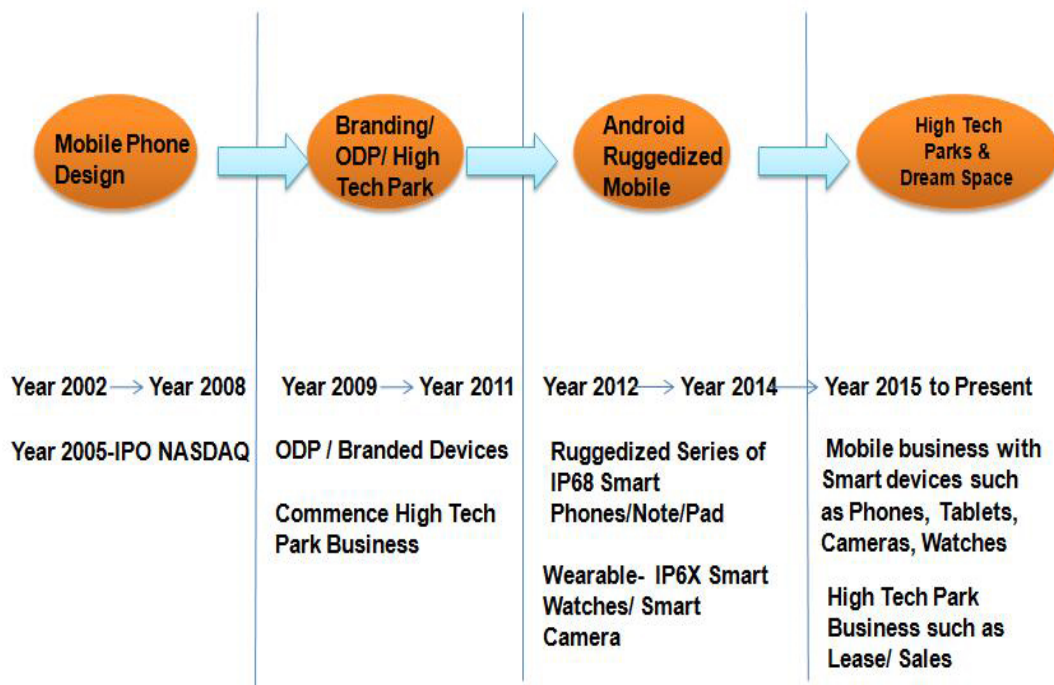 Mobile Phone
Design
Branding/
ODP/ High
Tech Park
Android
Ruggedized
Mobile
High Tech
Parks &
Dream Space
Year 2002 → Year 2008
Year 2009 → Year 2011
Year 2012 → Year 2014 → Year 2015 to Present
Year 2005-IPO NASDAQ
ODP / Branded Devices
Commence High Tech
Park Business
Ruggedized Series of
IP68 Smart
Phones/Note/Pad
Wearable- IP6X Smart
Watches/ Smart
Camera
Mobile business with
Smart devices such
as Phones, Tablets,
Cameras, Watches
High Tech Park
Business such as
Lease/ Sales